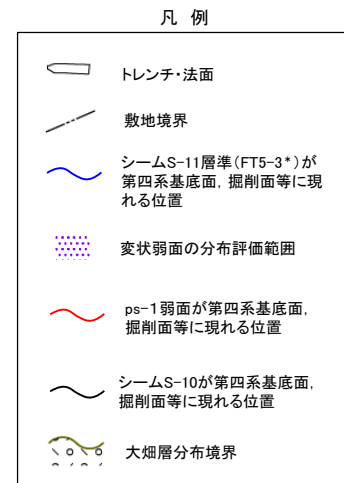 凡 例
トレンチ・法面
敷地境界
シームS-11層準(FT5-3*)が
第四系基底面,掘削面等に現
れる位置
変状弱面の分布評価範囲
ps-1弱面が第四系基底面,
掘削面等に現れる位置
シームS-10が第四系基底面,
掘削面等に現れる位置
大畑層分布境界